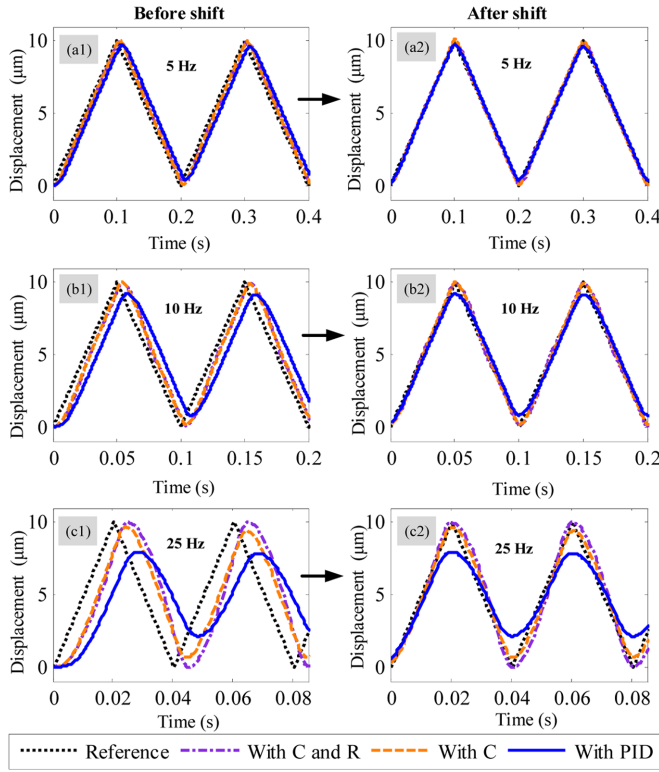 Before shift
After shift
Displacement (μm)
10
5
0
(a1)
5 Hz
0 0.1 0.2 0.3 0.4
Time (s)
Displacement (μm)
10
5
0
(a2)
5 Hz
0 0.1 0.2 0.3 0.4
Time (s)
Displacement (μm)
10
5
0
(b1)
10 Hz
0 0.05 0.1 0.15 0.2
Time (s)
Displacement (μm)
10
5
0
(b2)
10 Hz
0 0.05 0.1 0.15 0.2
Time (s)
Displacement (μm)
10
5
0
(c1)
25 Hz
0 0.02 0.04 0.06 0.08
Time (s)
Displacement (μm)
10
5
0
(c2)
25 Hz
0 0.02 0.04 0.06 0.08
Time (s)
Reference With C and R With C With PID